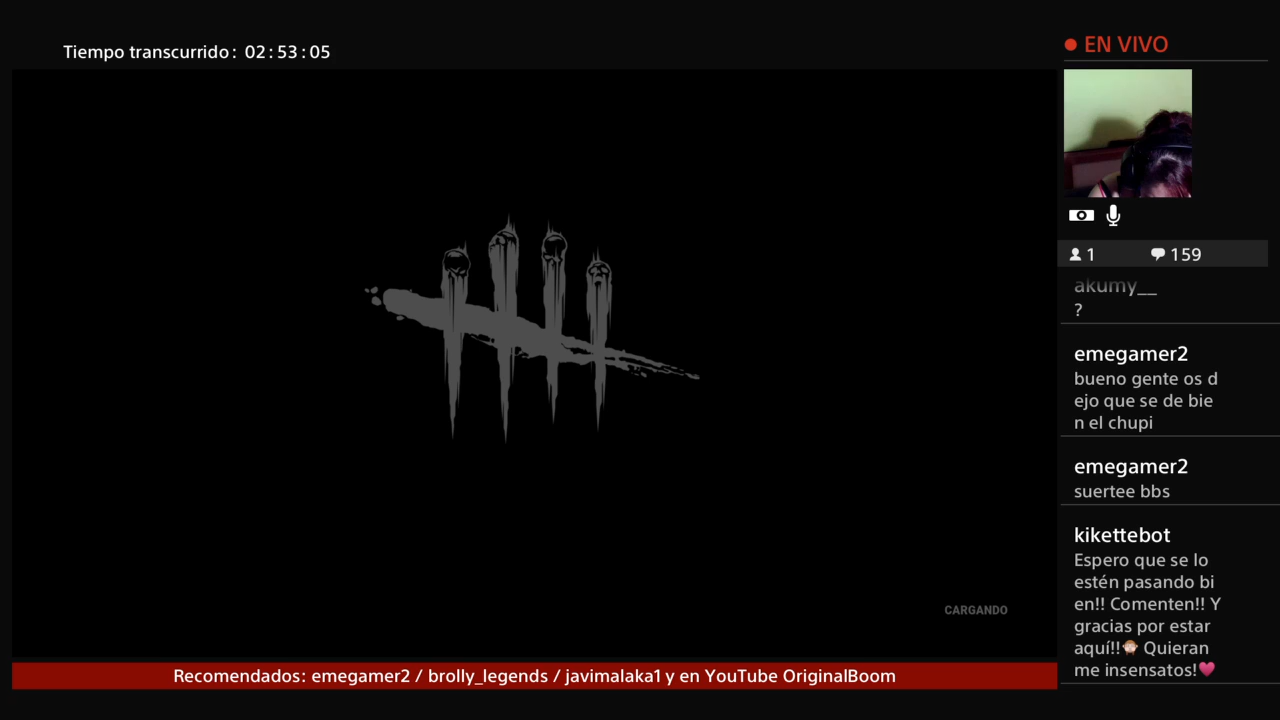 Tiempo transcurrido: 02:53:05
EN VIVO
1 159
akumy__
?
emegamer2
bueno gente os d
ejo que se de bie
n el chupi
emegamer2
suertee bbs
kikettebot
Espero que se lo
estén pasando bi
en!! Comenten!! Y
gracias por estar
aquí!!🙊 Quieran
me insensatos!💗
CARGANDO
Recomendados: emegamer2 / brolly_legends / javimalaka1 y en YouTube OriginalBoom